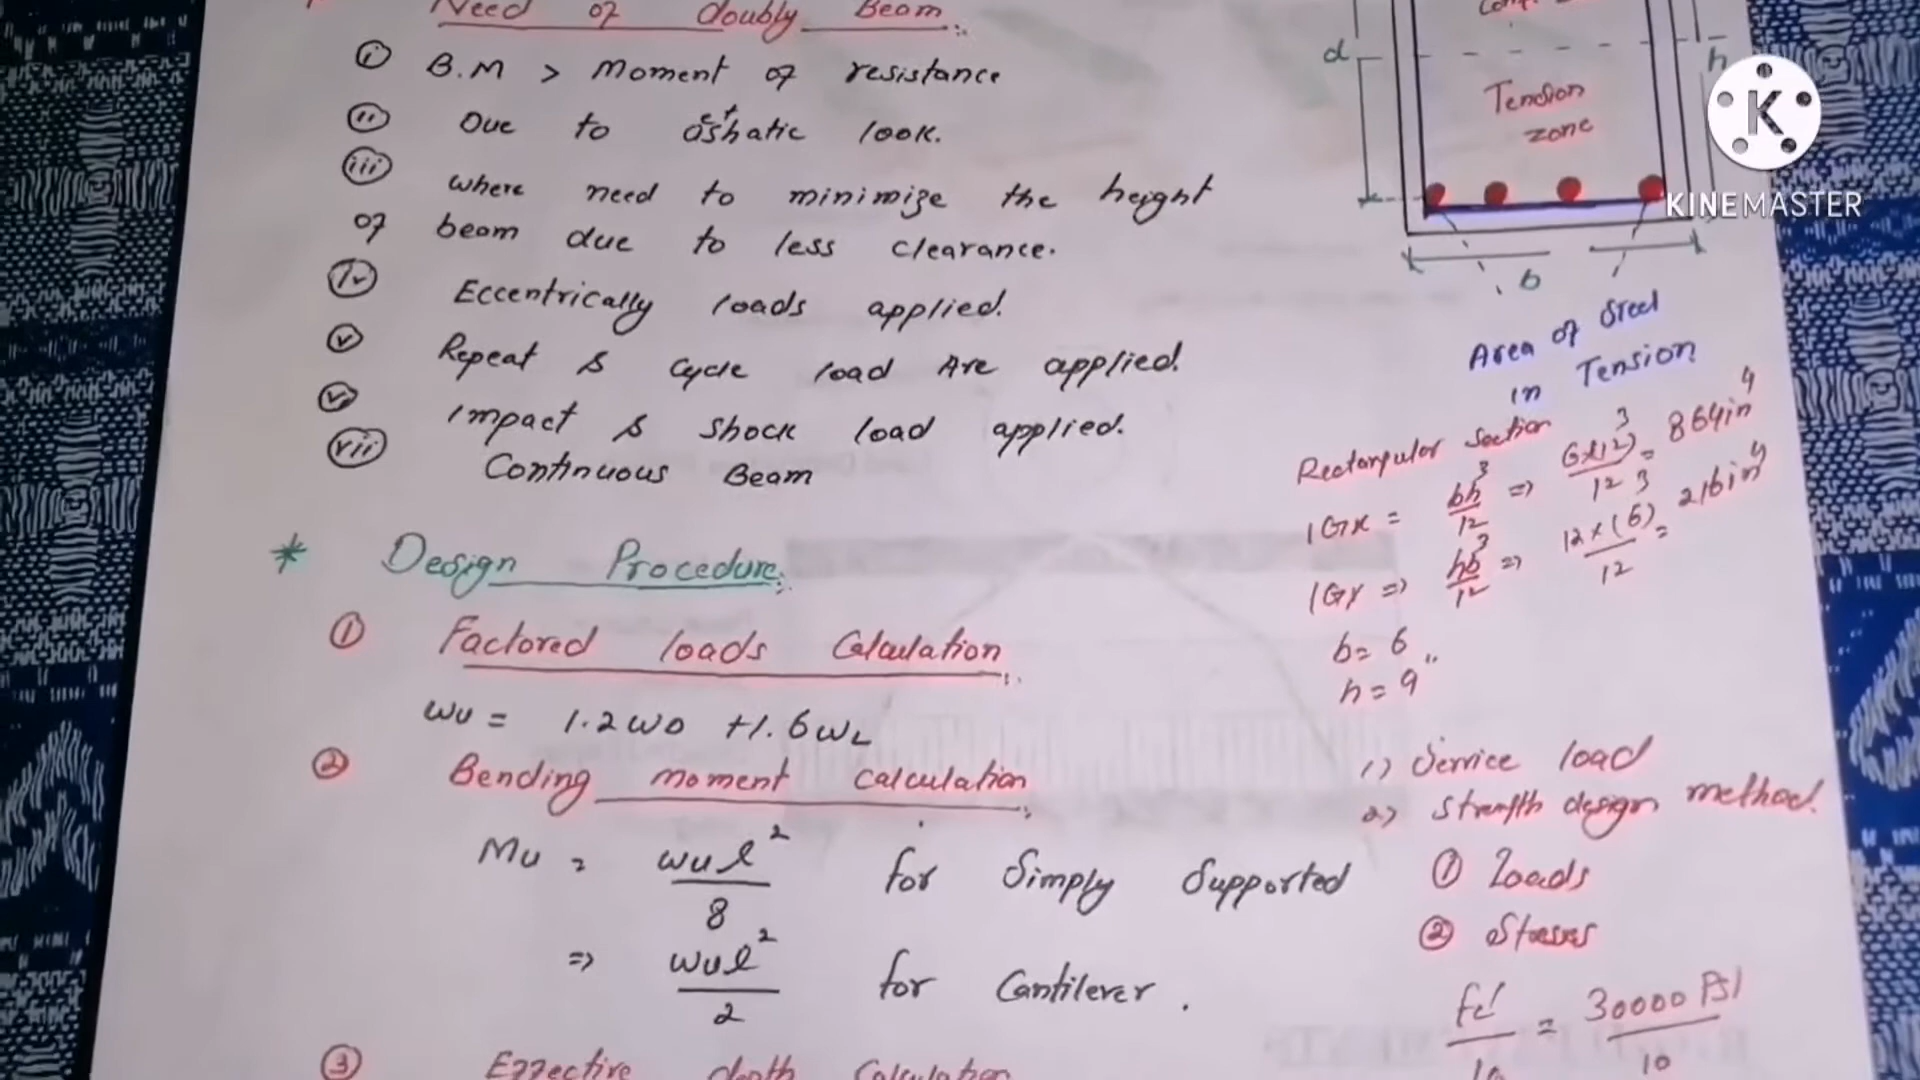 Need of doubly Beam
i B.M > Moment of resistance
ii Due to asthatic look.
iii where need to minimize the height
of beam due to less clearance.
iv Eccentrically loads applied.
v Repeat & Cycle load Are applied.
v Impact & Shock load applied.
vii Continuous Beam
* Design Procedure:
① Factored loads Calculation
wu = 1.2wD +1.6wL
② Bending moment calculation
Mu = wul²/8 for Simply Supported
=> wul²/2 for Cantilever.
③ Effective depth Calculation
d
h
Tension
zone
b
Area of Steel
in Tension
Rectangular Section
IGx = bh³/12 => 6x(12)³/12 = 864in⁴
IGY => hb³/12 => 12x(6)³/12 = 216in⁴
b= 6
h=9"
1) Service load
2) Strength design method.
① Loads
② Stresses
fc'/10 = 30000 PSI/10
K
KINEMASTER